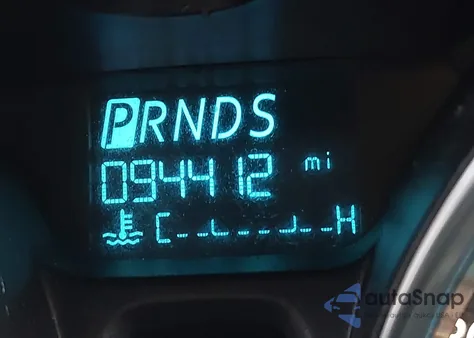 PRNDS
094412 mi
C H
autoSnap